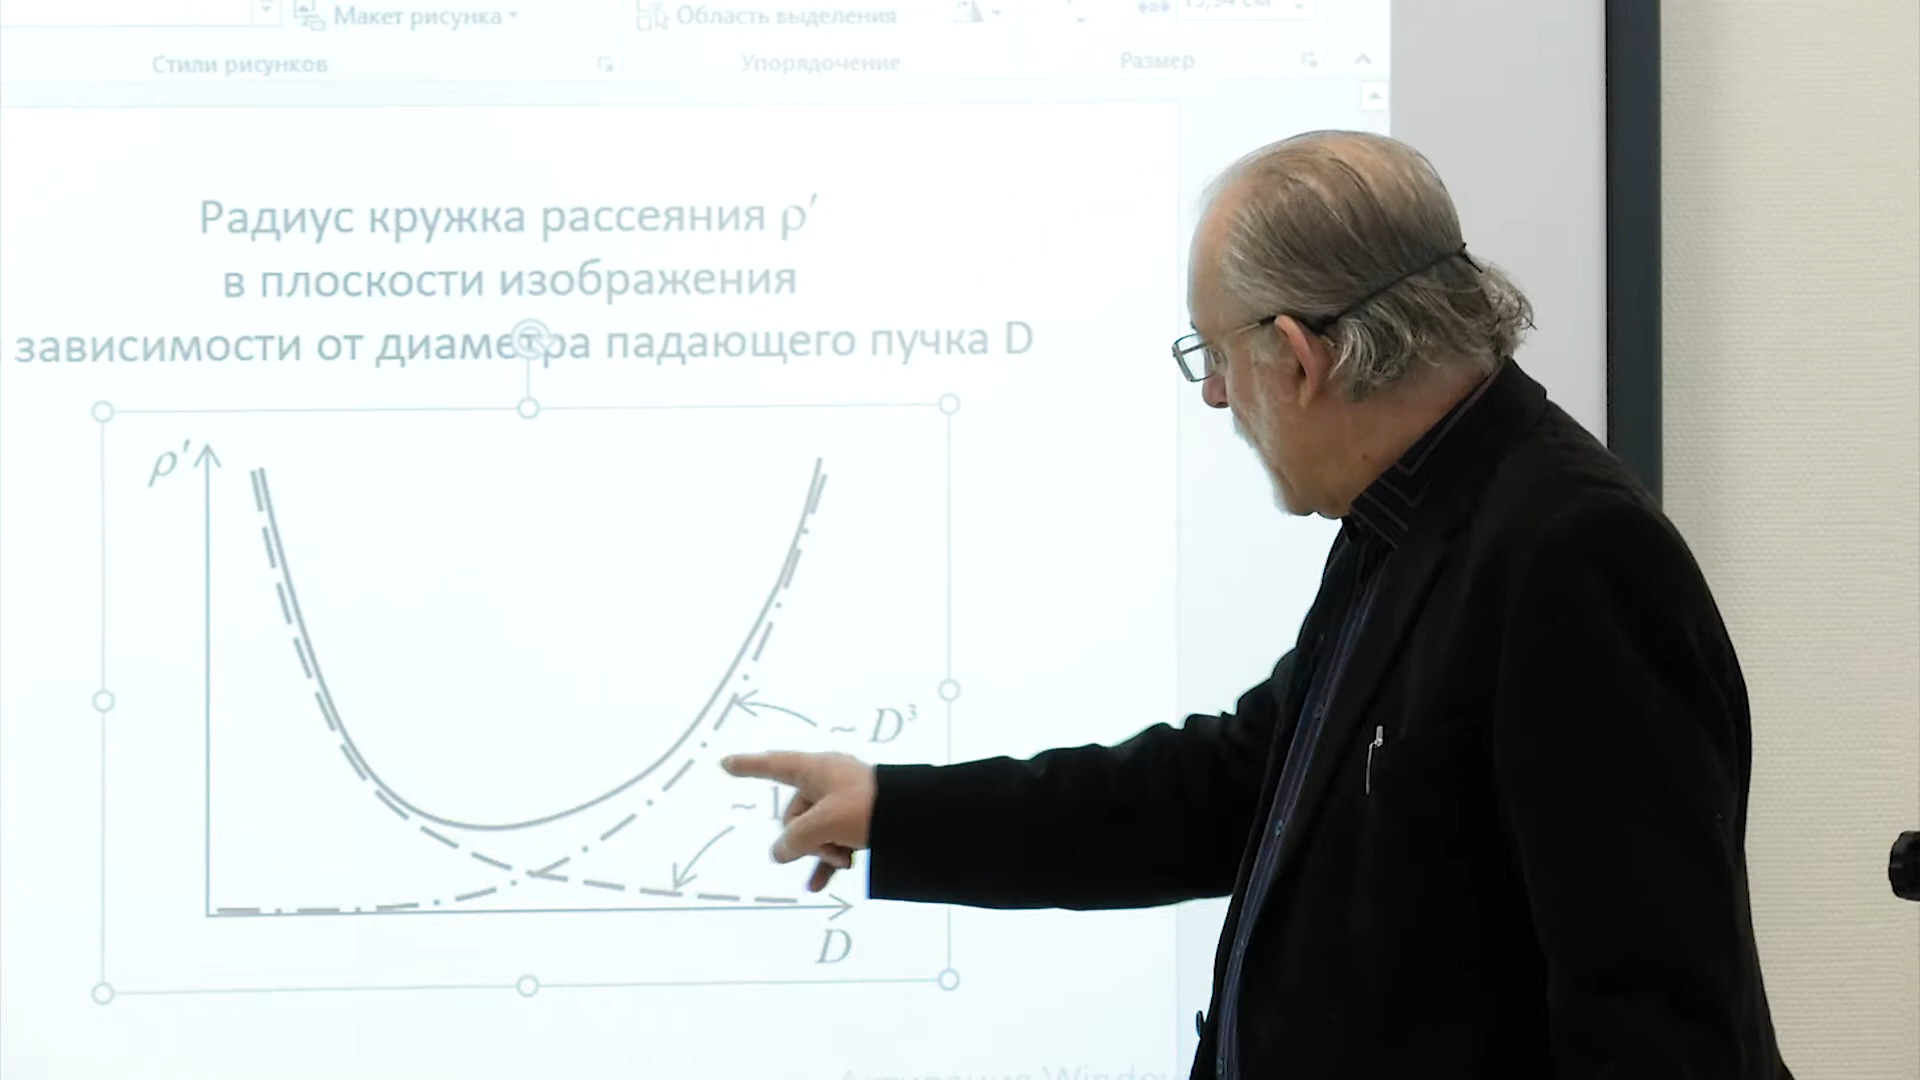 Макет рисунка
Область выделения
Стили рисунков
Упорядочение
Размер
Радиус кружка рассеяния ρ′
в плоскости изображения
зависимости от диаметра падающего пучка D
ρ′
~ D³
~ 1
D